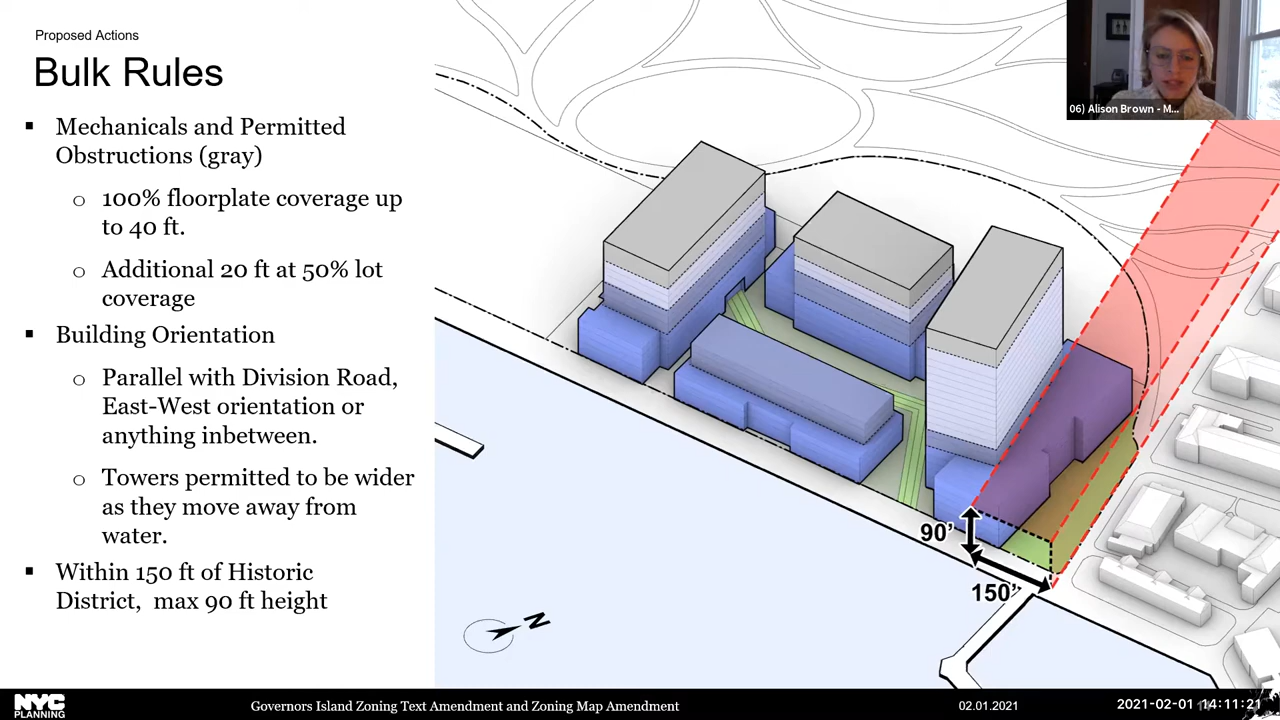 Proposed Actions
Bulk Rules
▪ Mechanicals and Permitted
Obstructions (gray)
o 100% floorplate coverage up
to 40 ft.
o Additional 20 ft at 50% lot
coverage
▪ Building Orientation
o Parallel with Division Road,
East-West orientation or
anything inbetween.
o Towers permitted to be wider
as they move away from
water.
▪ Within 150 ft of Historic
District, max 90 ft height
06) Alison Brown - M...
90'
150'
N
NYC
PLANNING
Governors Island Zoning Text Amendment and Zoning Map Amendment
02.01.2021
2021-02-01 14:11:21